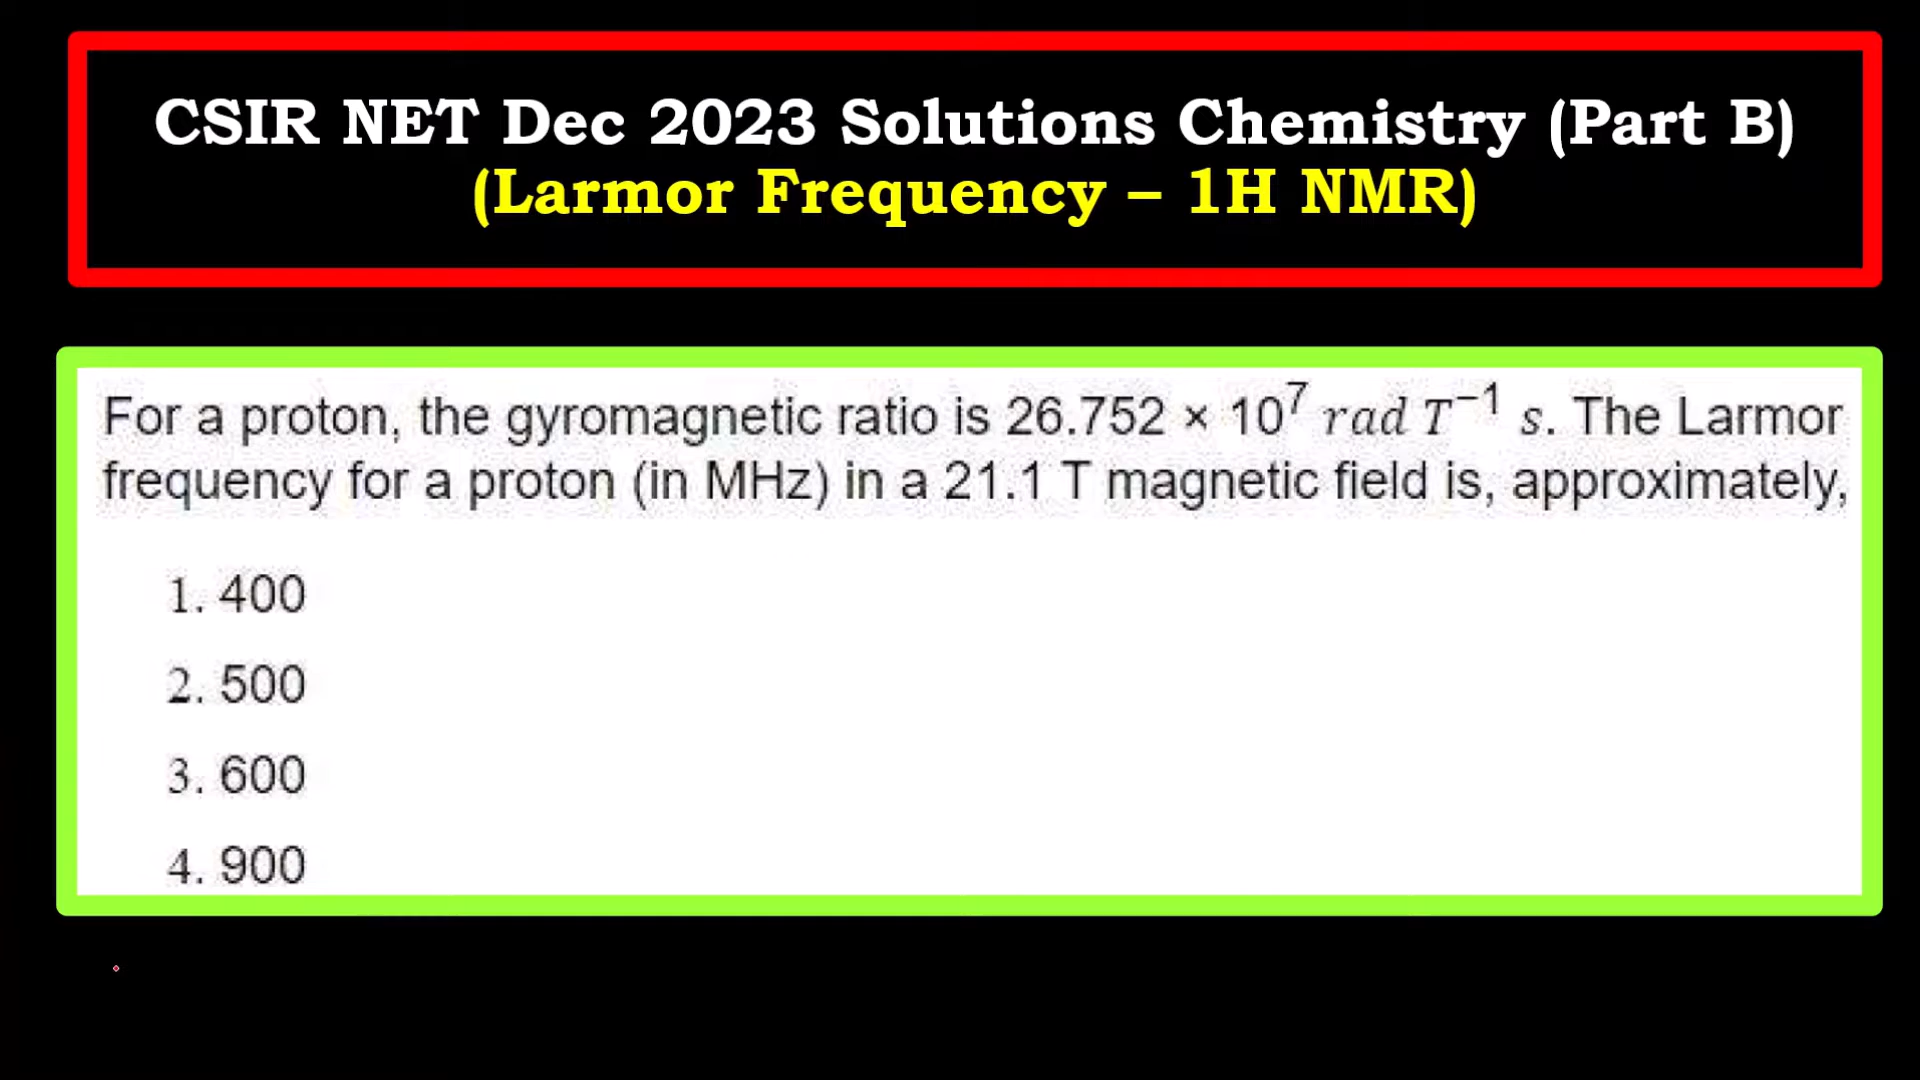 CSIR NET Dec 2023 Solutions Chemistry (Part B)
(Larmor Frequency – 1H NMR)
For a proton, the gyromagnetic ratio is 26.752 × 10⁷ rad T⁻¹ s. The Larmor
frequency for a proton (in MHz) in a 21.1 T magnetic field is, approximately,
1. 400
2. 500
3. 600
4. 900